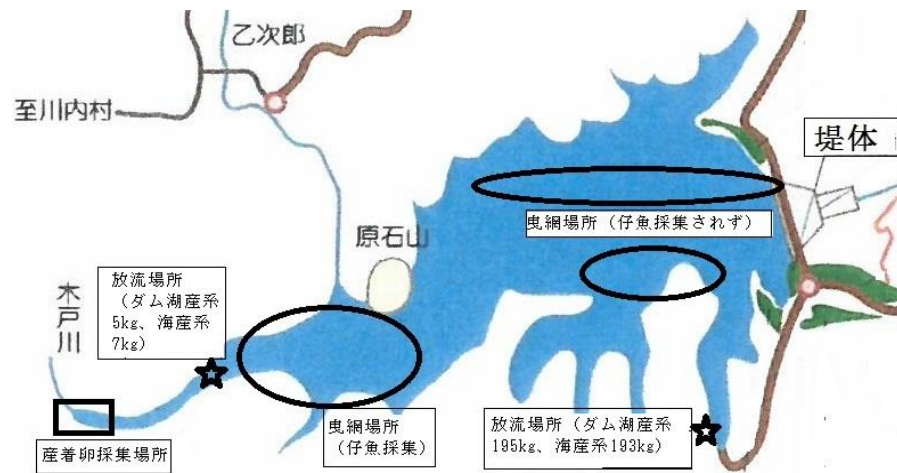 乙次郎
至川内村
堤体
曳網場所（仔魚採集されず）
原石山
放流場所
（ダム湖産系
5kg、海産系
7kg）
木戸川
曳網場所
（仔魚採集）
放流場所（ダム湖産系
195kg、海産系193kg）
産着卵採集場所